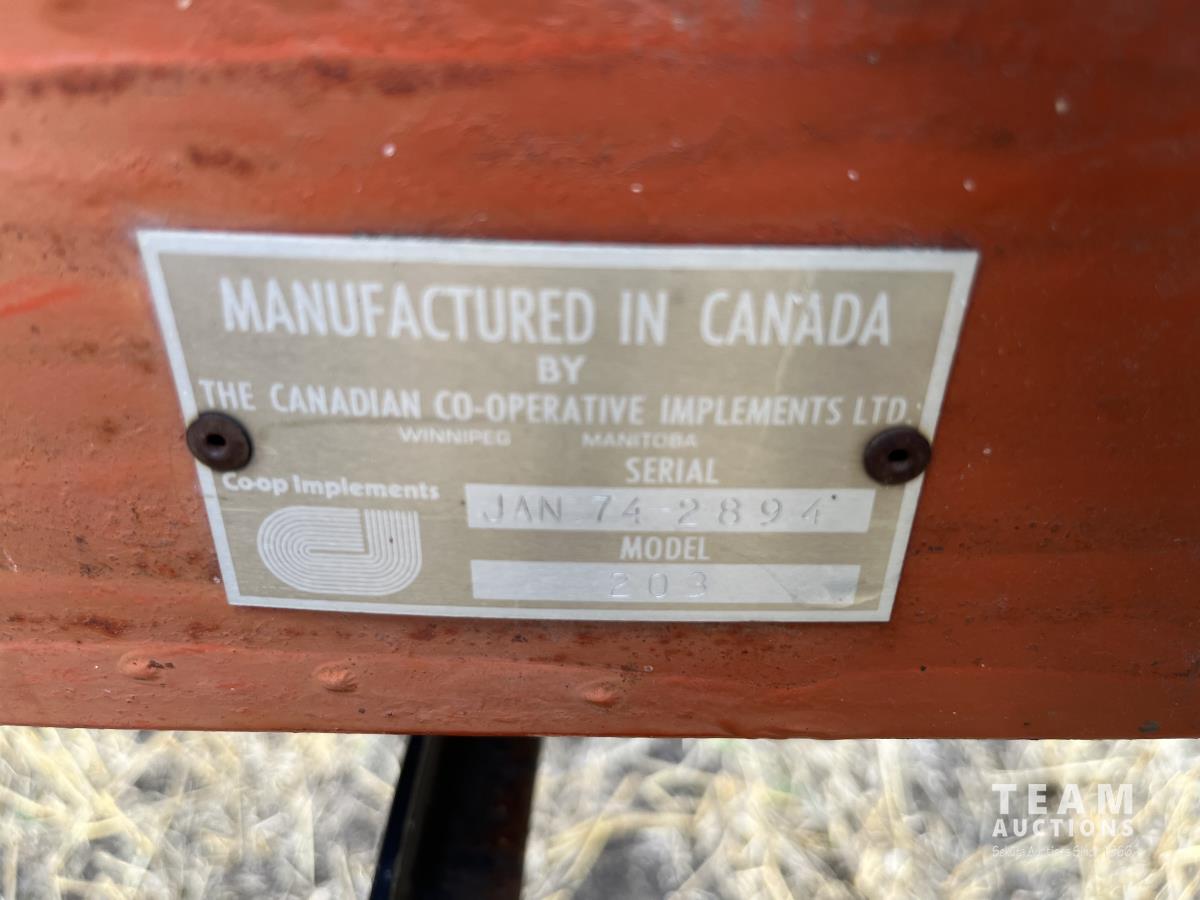 MANUFACTURED IN CANADA
BY
THE CANADIAN CO-OPERATIVE IMPLEMENTS LTD.
WINNIPEG MANITOBA
SERIAL
Co-op Implements
JAN 74 2894
MODEL
203
TEAM
AUCTIONS